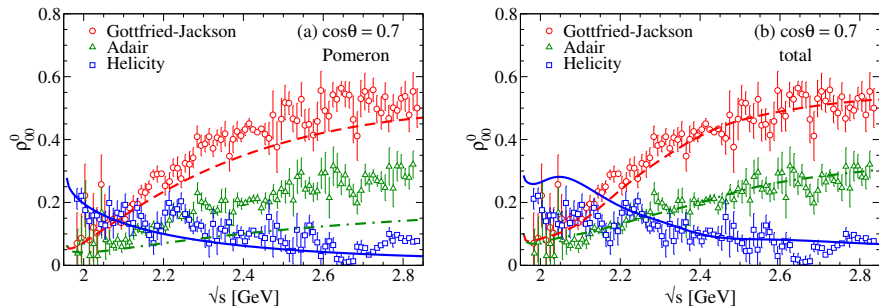 (a) cosθ = 0.7
Pomeron
Gottfried-Jackson
Adair
Helicity
0.8
0.6
0.4
0.2
0
ρ⁰₀₀
2
2.2
2.4
2.6
2.8
√s [GeV]
(b) cosθ = 0.7
total
Gottfried-Jackson
Adair
Helicity
0.8
0.6
0.4
0.2
0
ρ⁰₀₀
2
2.2
2.4
2.6
2.8
√s [GeV]